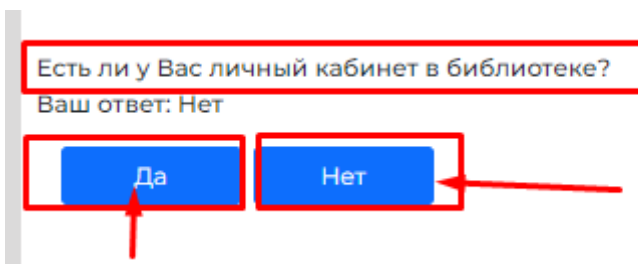 Есть ли у Вас личный кабинет в библиотеке?
Ваш ответ: Нет
Да Нет